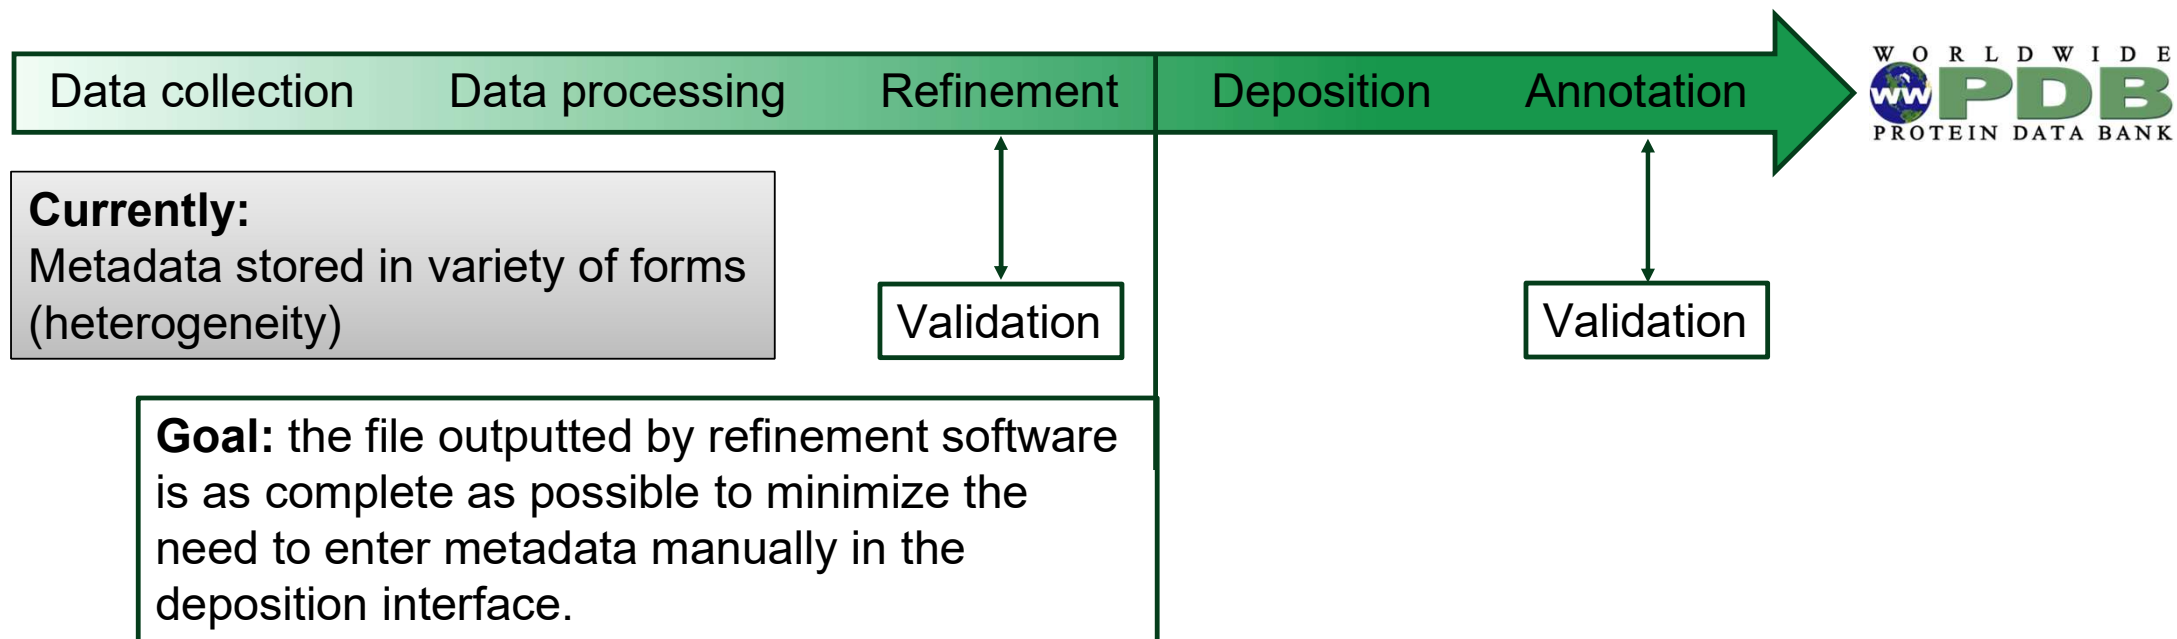 Data collection Data processing Refinement Deposition Annotation
WORLDWIDE
ww PDB
PROTEIN DATA BANK
Currently:
Metadata stored in variety of forms
(heterogeneity)
Validation
Validation
Goal: the file outputted by refinement software
is as complete as possible to minimize the
need to enter metadata manually in the
deposition interface.